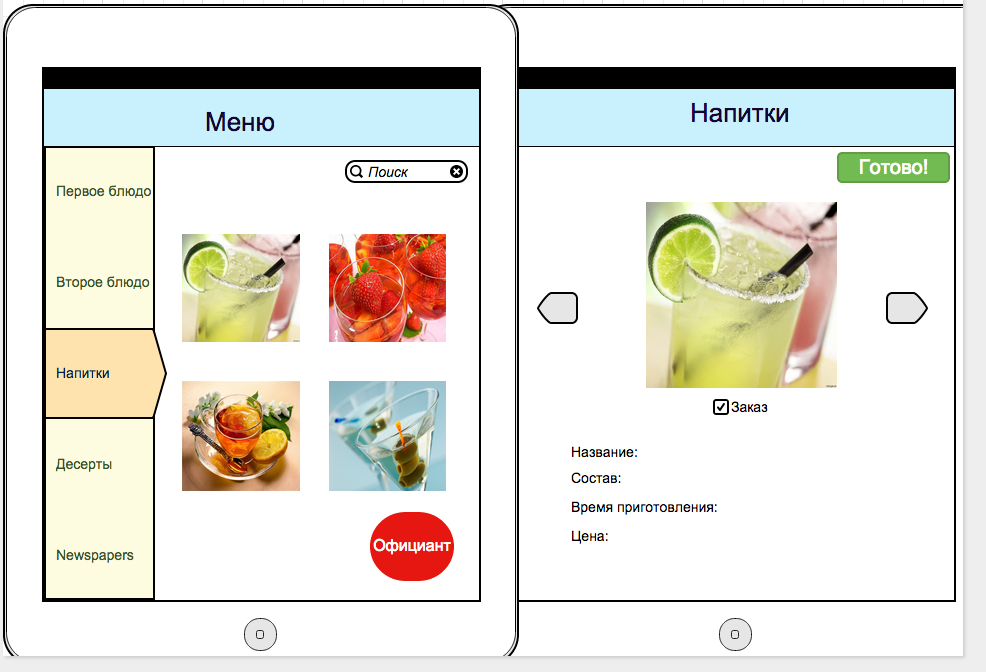 Меню
Поиск
Первое блюдо
Второе блюдо
Напитки
Десерты
Newspapers
Официант
Напитки
Готово!
Заказ
Название:
Состав:
Время приготовления:
Цена: